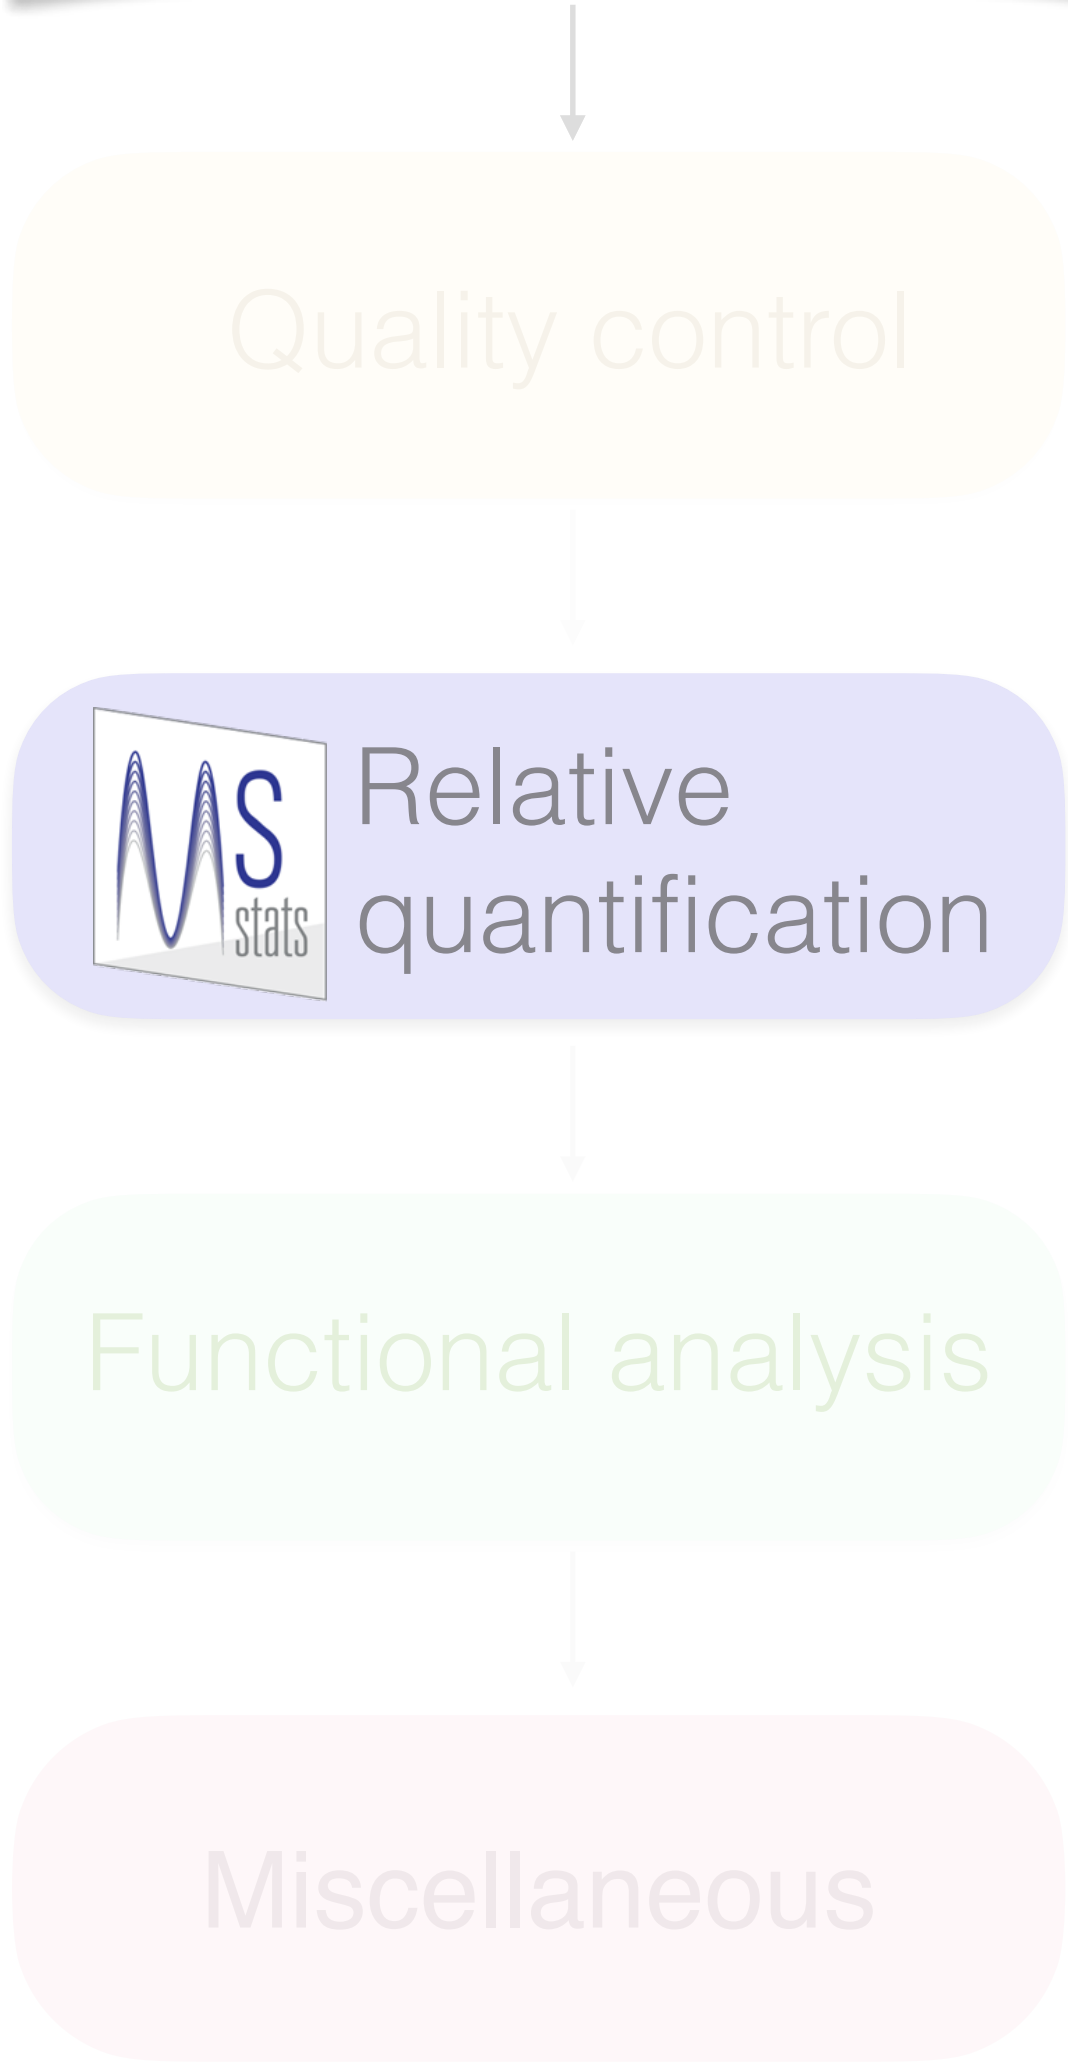 Quality control
MS
stats
Relative
quantification
Functional analysis
Miscellaneous